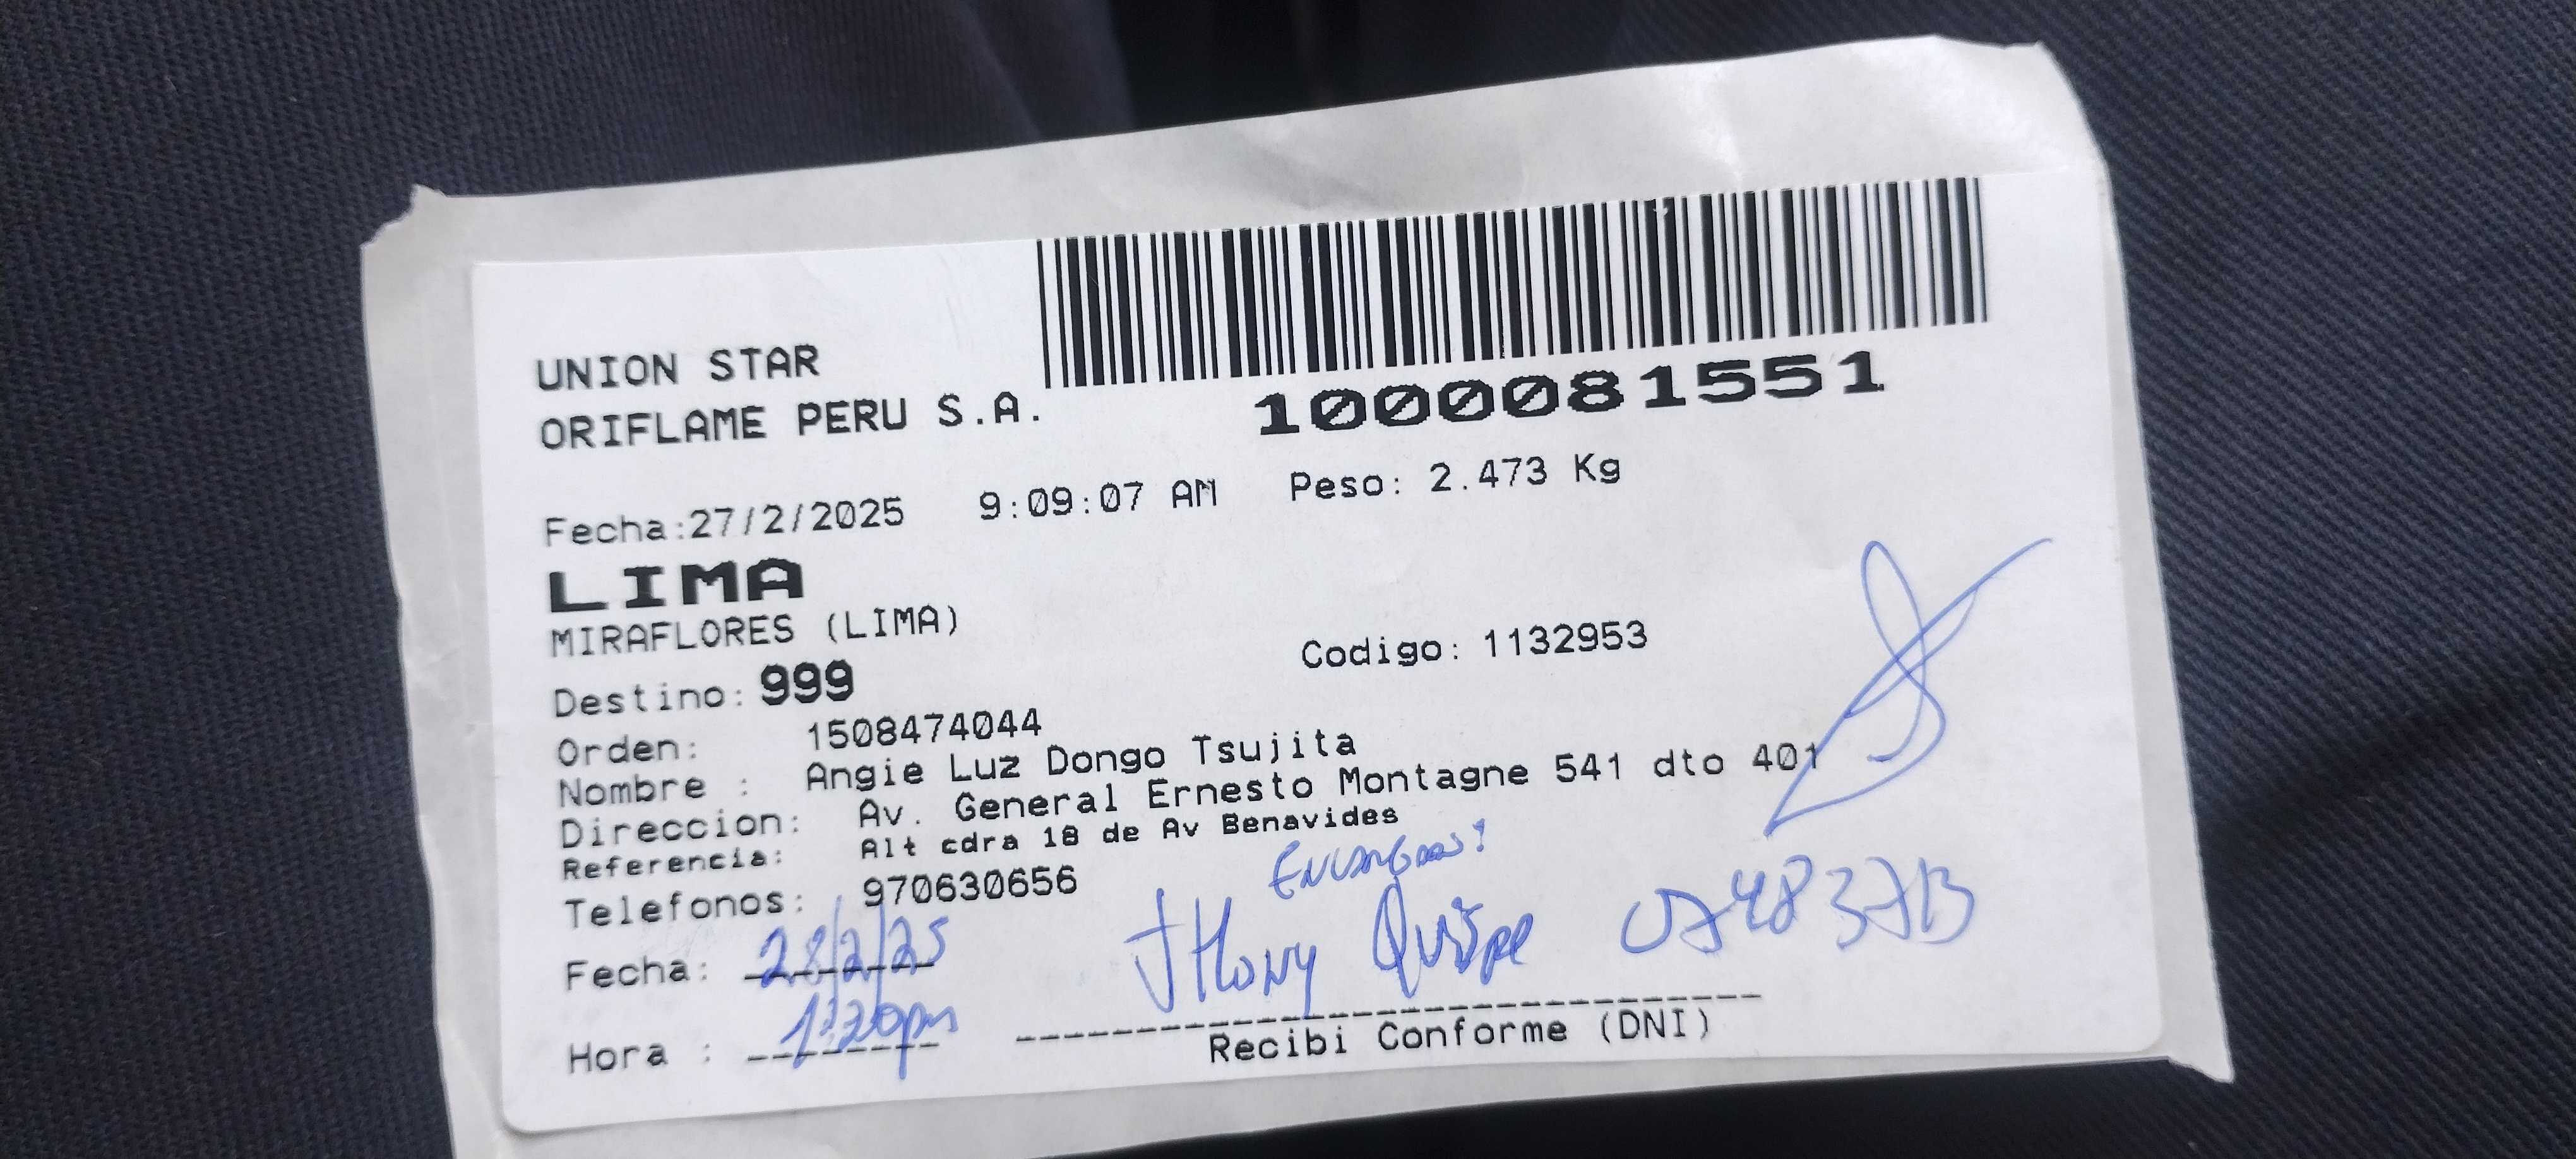 UNION STAR
ORIFLAME PERU S.A.
1000081551
Fecha:27/2/2025 9:09:07 AM Peso: 2.473 Kg
LIMA
MIRAFLORES (LIMA)
Codigo: 1132953
Destino: 999
Orden: 1508474044
Nombre : Angie Luz Dongo Tsujita
Direccion: Av. General Ernesto Montagne 541 dto 401
Referencia: Alt cdra 18 de Av Benavides
Telefonos: 970630656
Fecha: 28/2/25
JHONY Quispe
Hora : 1:20pm
Recibi Conforme (DNI)